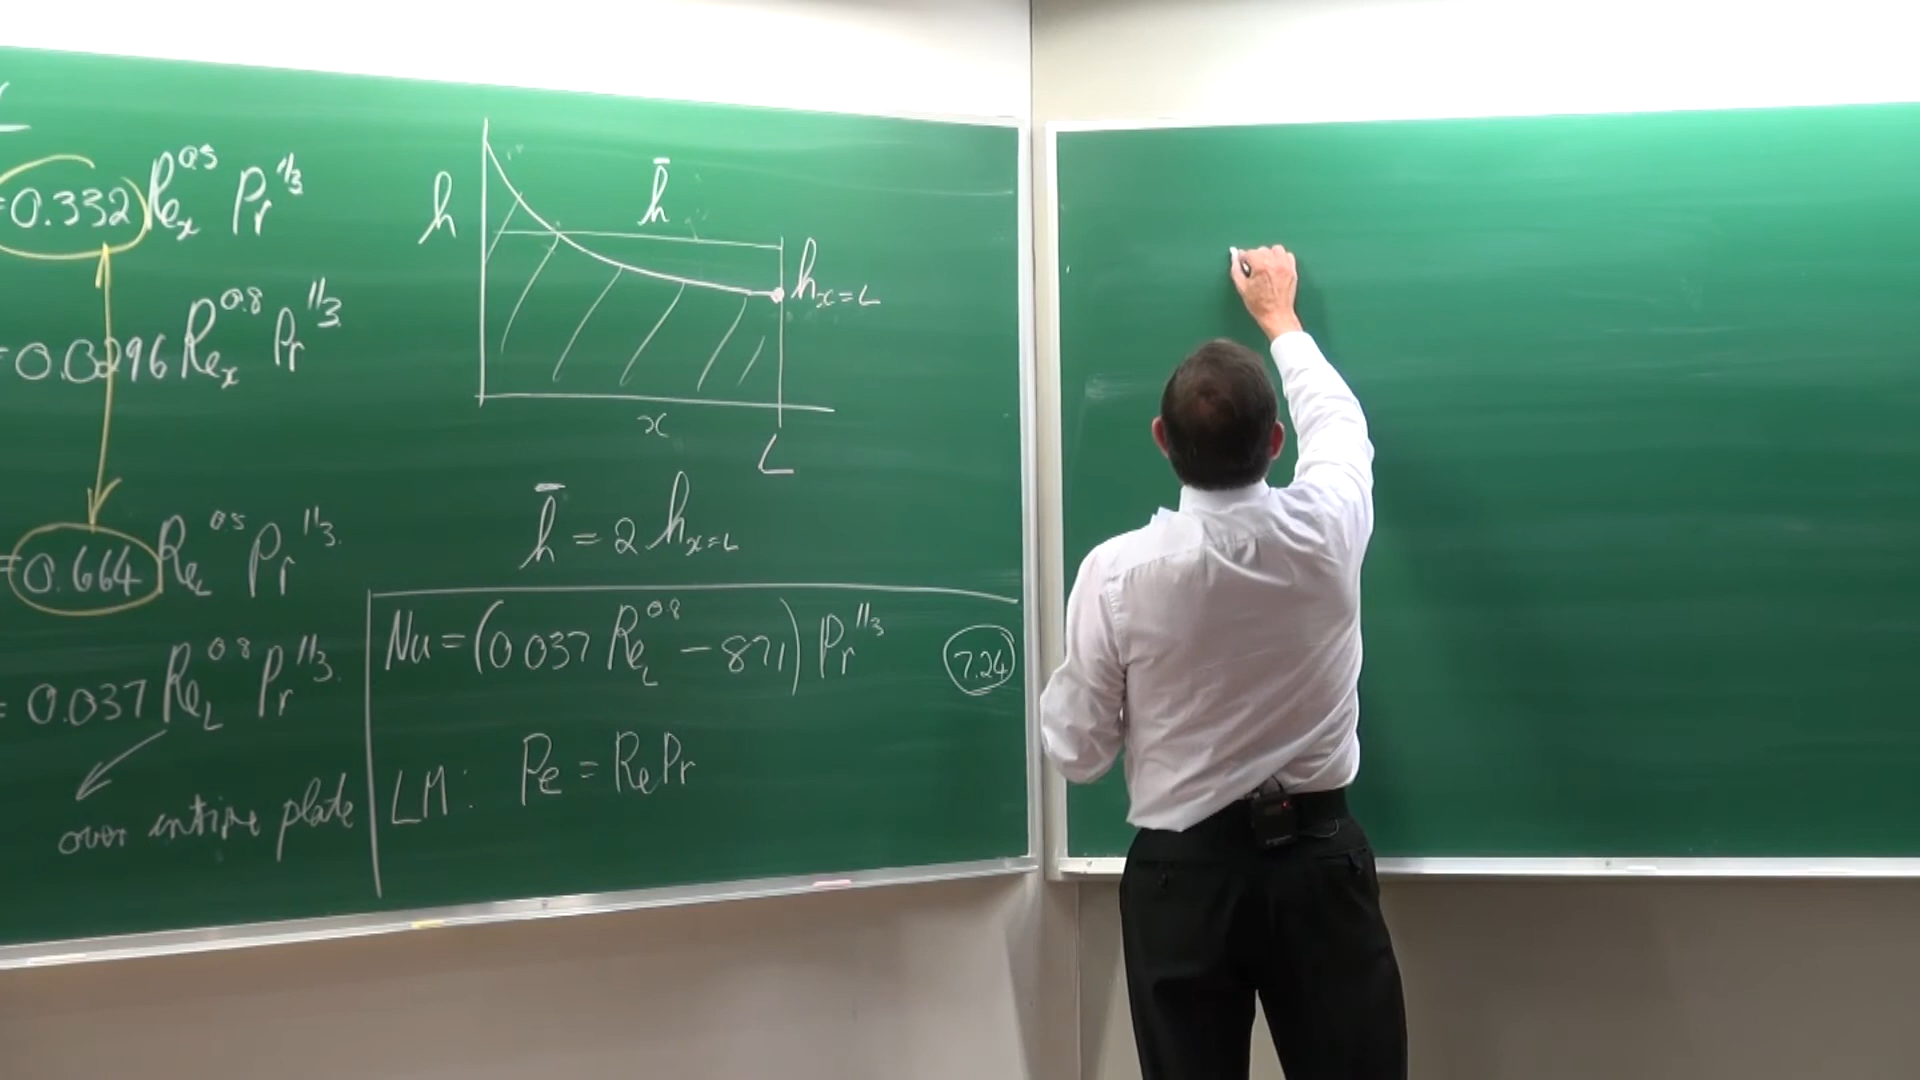 =0.332 Re_x^0.5 Pr^1/3
=0.0296 Re_x^0.8 Pr^1/3
=0.664 Re_L^0.5 Pr^1/3
=0.037 Re_L^0.8 Pr^1/3
over entire plate
h
h̄
h_x=L
x
L
h̄ = 2 h_x=L
Nu = (0.037 Re_L^0.8 - 871) Pr^1/3
7.24
LM: Pe = Re Pr